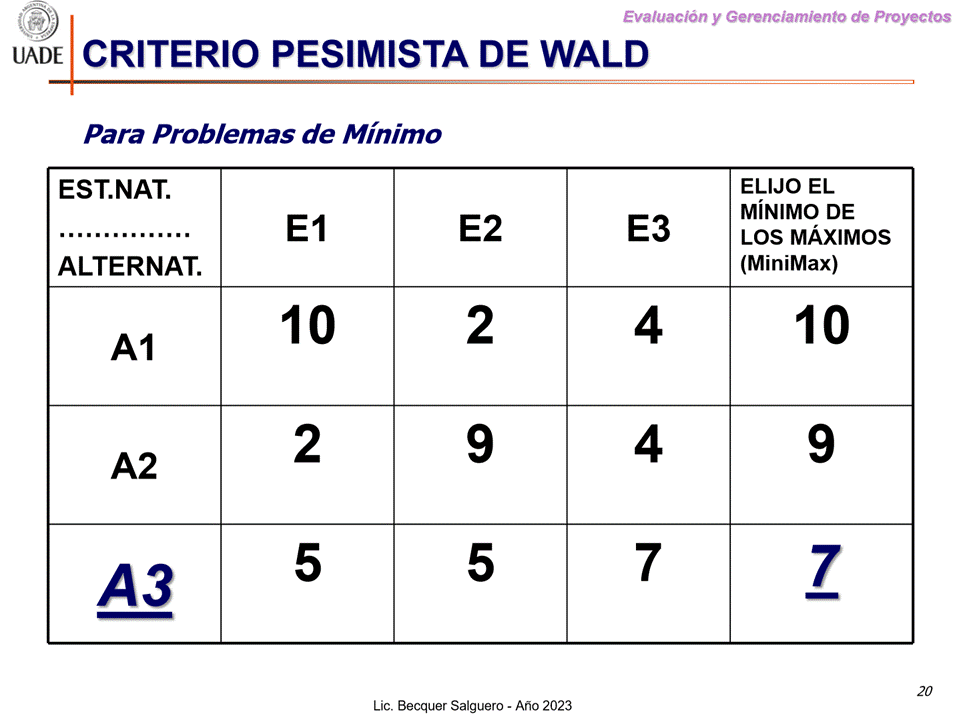 Evaluación y Gerenciamiento de Proyectos
UADE
CRITERIO PESIMISTA DE WALD
Para Problemas de Mínimo
EST.NAT.
……………
ALTERNAT.
E1
E2
E3
ELIJO EL
MÍNIMO DE
LOS MÁXIMOS
(MiniMax)
A1
10
2
4
10
A2
2
9
4
9
A3
5
5
7
7
20
Lic. Becquer Salguero - Año 2023